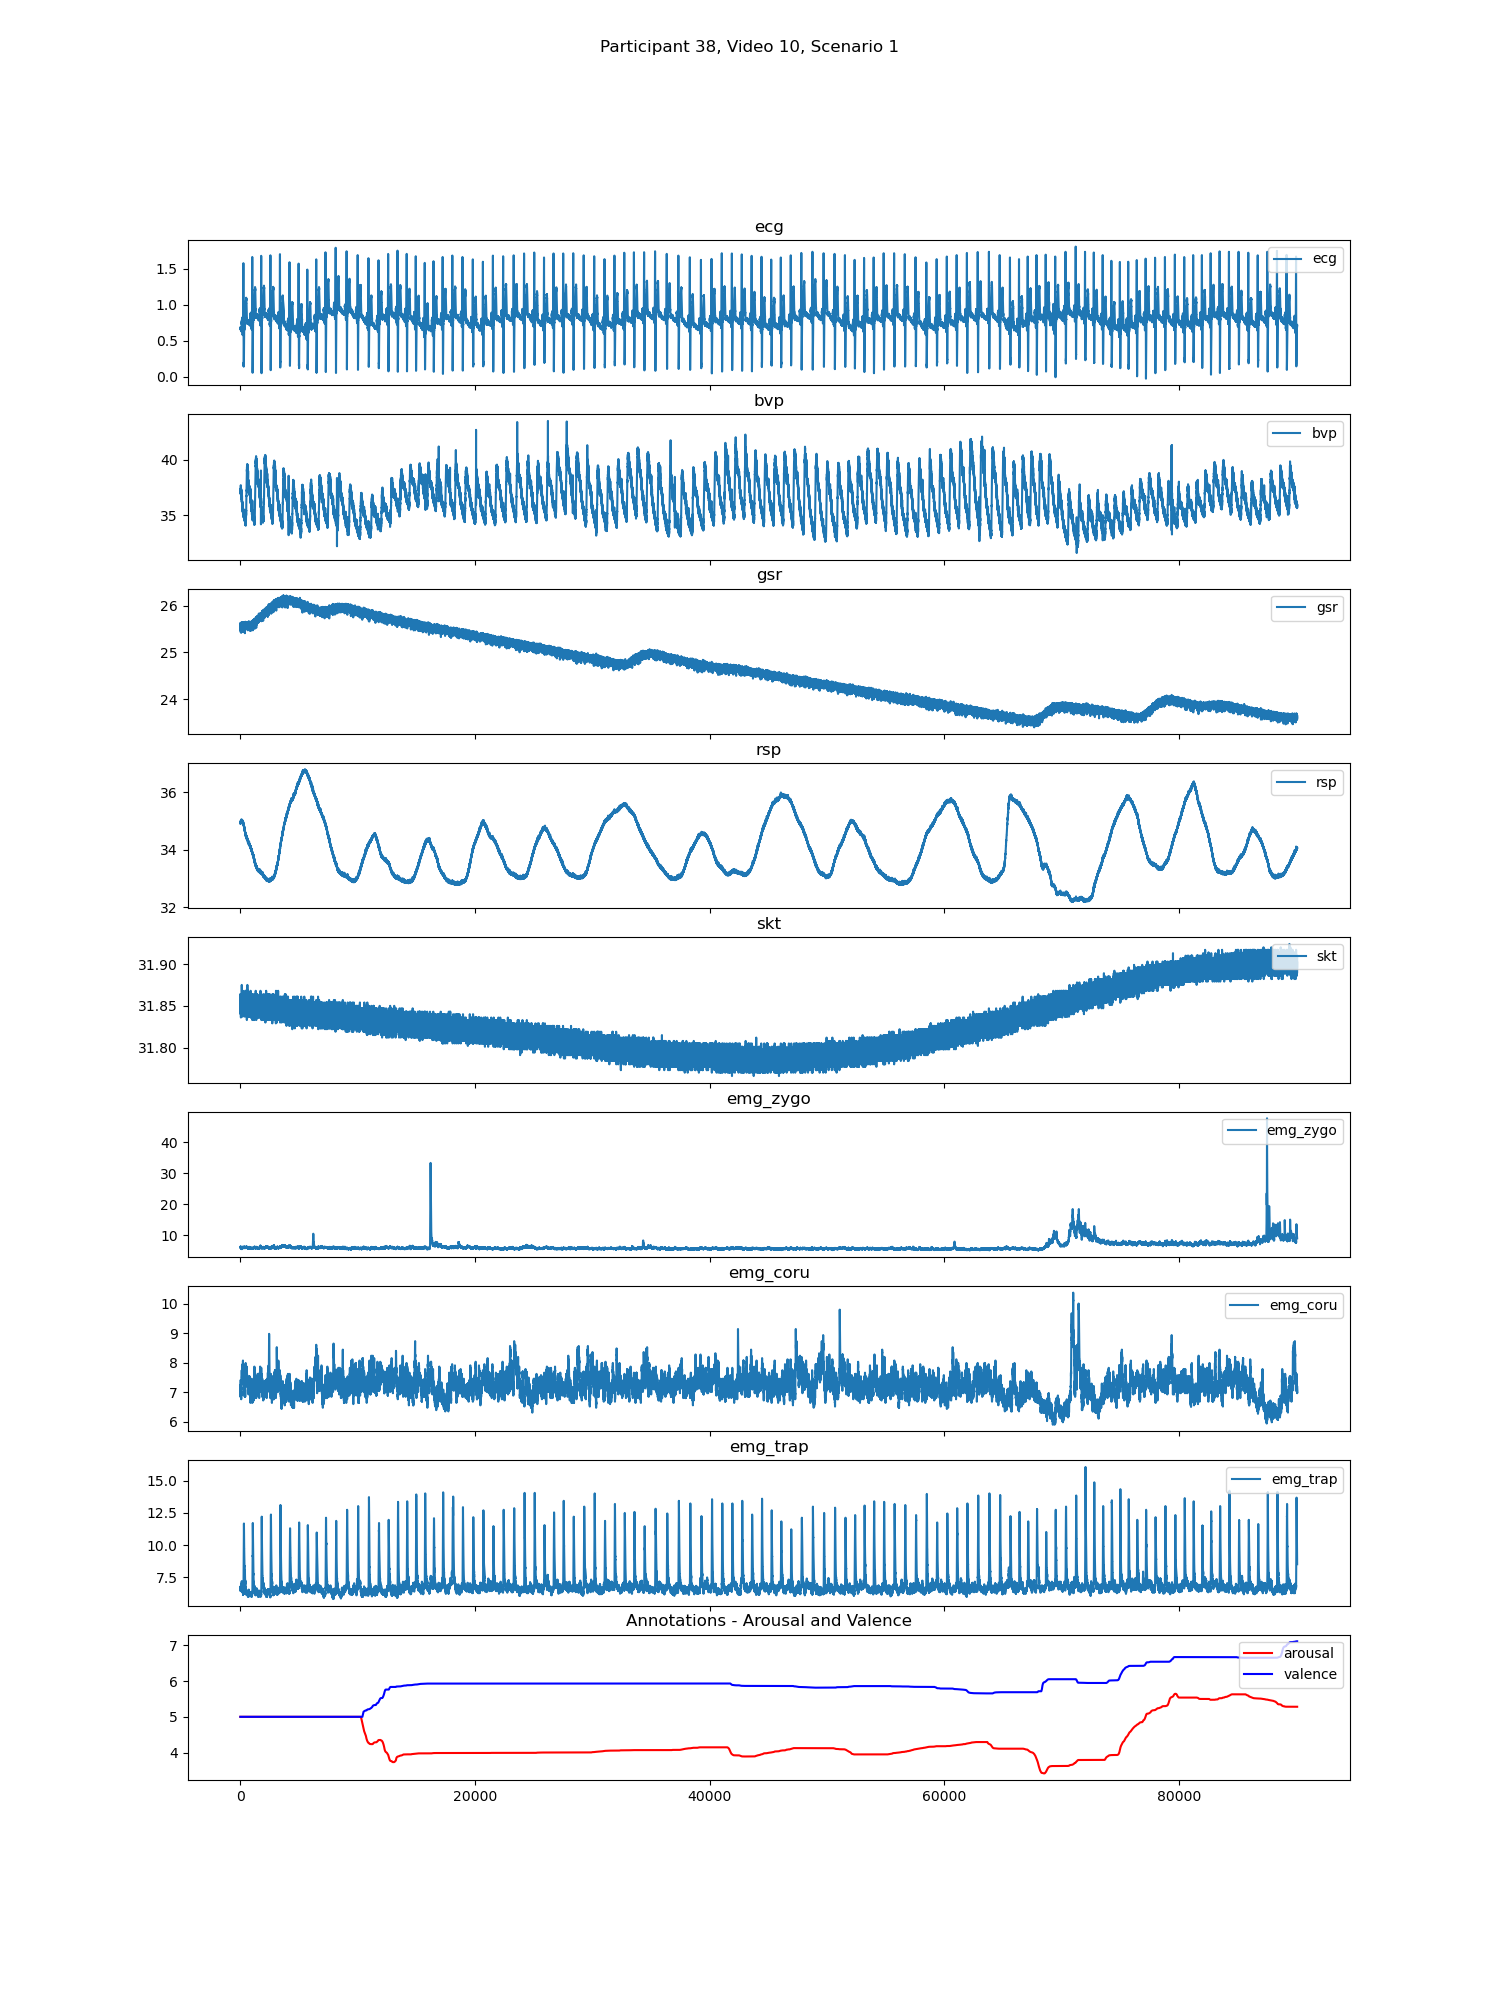 Participant 38, Video 10, Scenario 1
ecg
1.5
1.0
0.5
0.0
ecg
bvp
40
35
bvp
gsr
26
25
24
gsr
rsp
36
34
32
rsp
skt
31.90
31.85
31.80
skt
emg_zygo
40
30
20
10
emg_zygo
emg_coru
10
9
8
7
6
emg_coru
emg_trap
15.0
12.5
10.0
7.5
emg_trap
Annotations - Arousal and Valence
7
6
5
4
arousal
valence
0 20000 40000 60000 80000